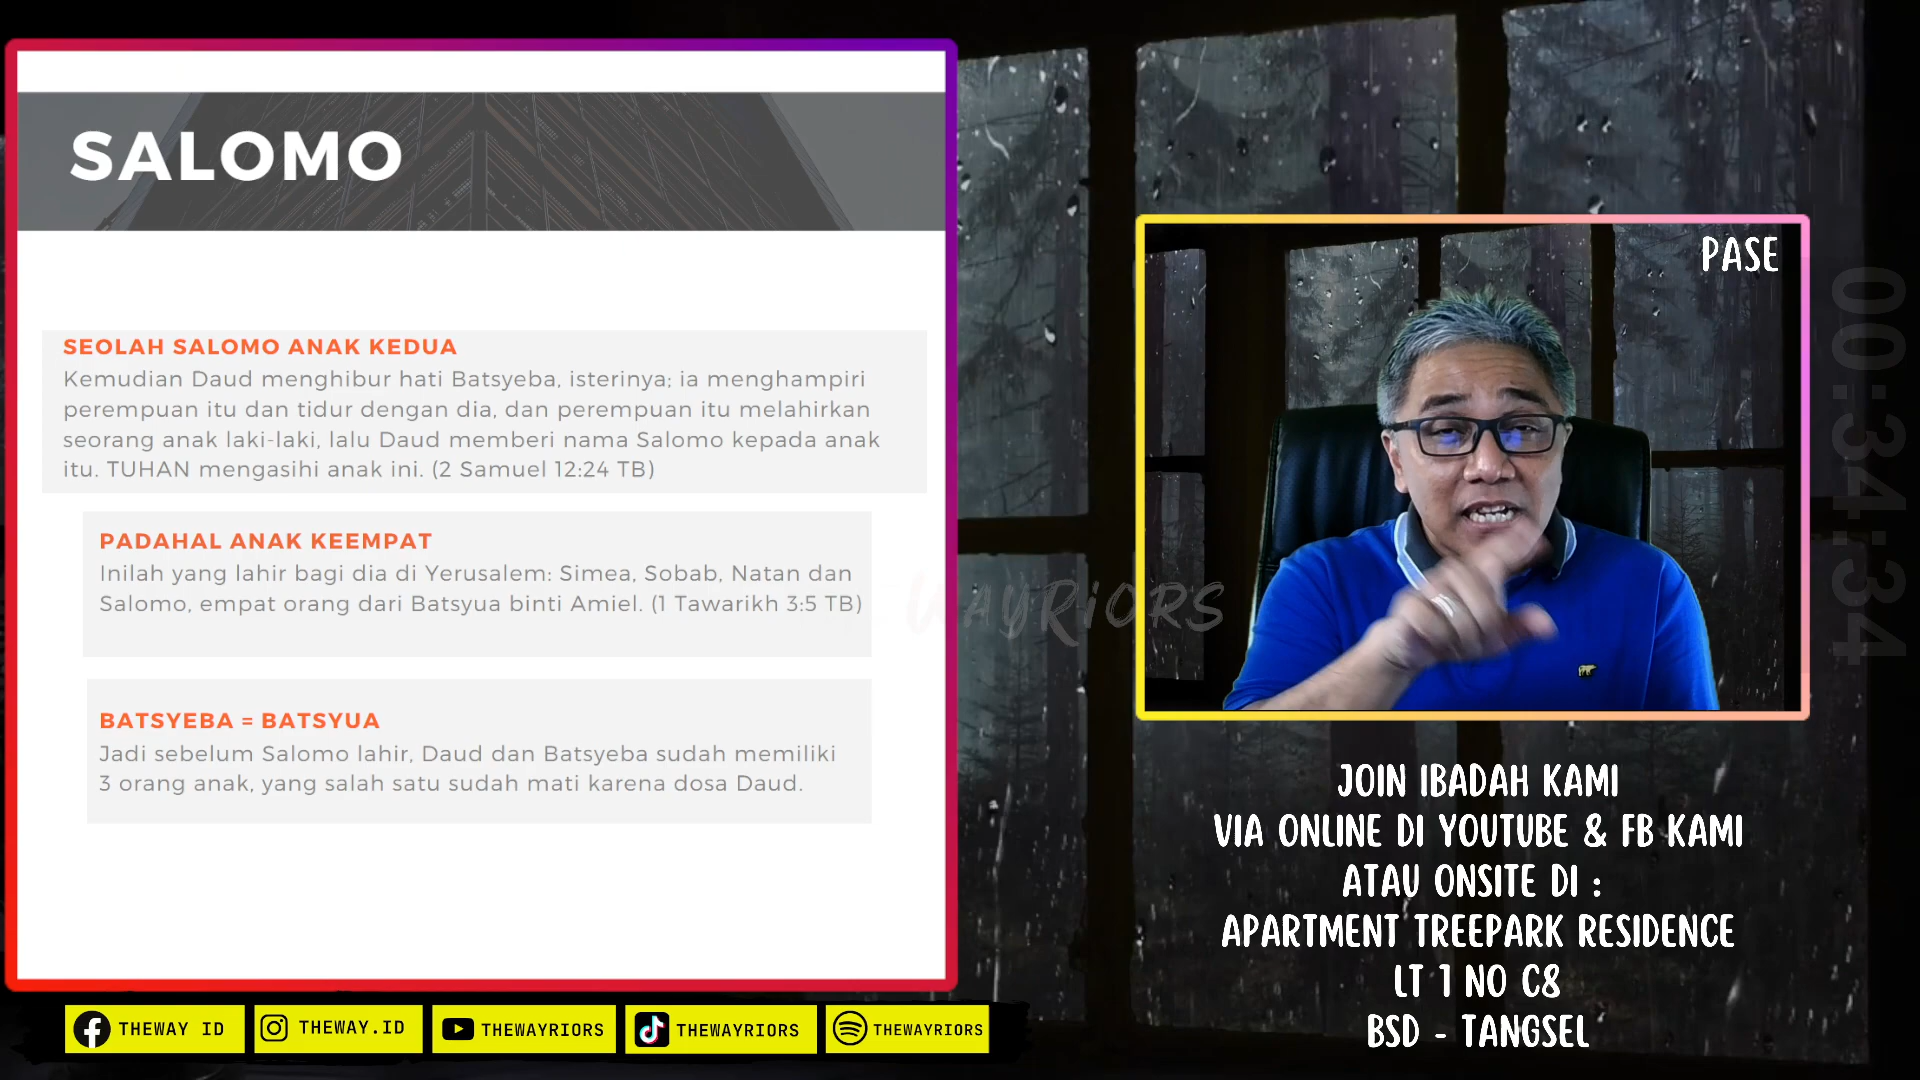 SALOMO
SEOLAH SALOMO ANAK KEDUA
Kemudian Daud menghibur hati Batsyeba, isterinya; ia menghampiri
perempuan itu dan tidur dengan dia, dan perempuan itu melahirkan
seorang anak laki-laki, lalu Daud memberi nama Salomo kepada anak
itu. TUHAN mengasihi anak ini. (2 Samuel 12:24 TB)
PADAHAL ANAK KEEMPAT
Inilah yang lahir bagi dia di Yerusalem: Simea, Sobab, Natan dan
Salomo, empat orang dari Batsyua binti Amiel. (1 Tawarikh 3:5 TB)
BATSYEBA = BATSYUA
Jadi sebelum Salomo lahir, Daud dan Batsyeba sudah memiliki
3 orang anak, yang salah satu sudah mati karena dosa Daud.
PASE
00:34:34
WAYRIORS
JOIN IBADAH KAMI
VIA ONLINE DI YOUTUBE & FB KAMI
ATAU ONSITE DI :
APARTMENT TREEPARK RESIDENCE
LT 1 NO C8
BSD - TANGSEL
THEWAY ID
THEWAY.ID
THEWAYRIORS
THEWAYRIORS
THEWAYRIORS